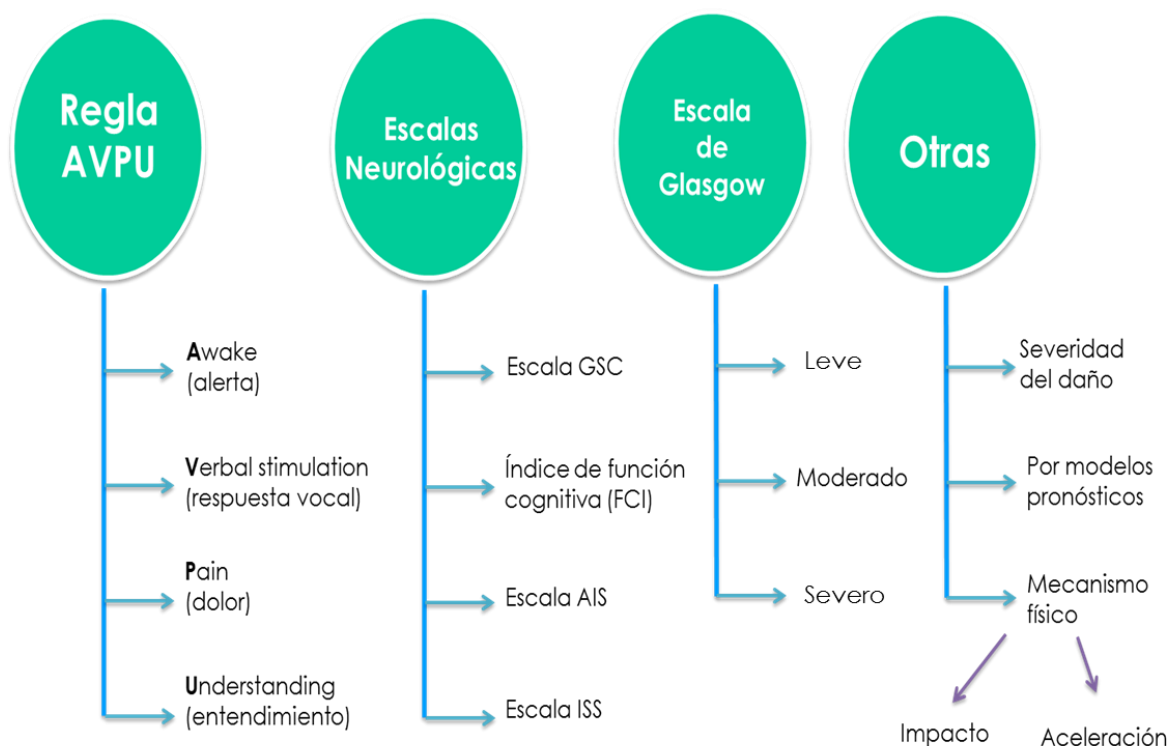 Regla
AVPU
Awake
(alerta)
Verbal stimulation
(respuesta vocal)
Pain
(dolor)
Understanding
(entendimiento)
Escalas
Neurológicas
Escala GSC
Índice de función
cognitiva (FCI)
Escala AIS
Escala ISS
Escala
de
Glasgow
Leve
Moderado
Severo
Otras
Severidad
del daño
Por modelos
pronósticos
Mecanismo
físico
Impacto
Aceleración